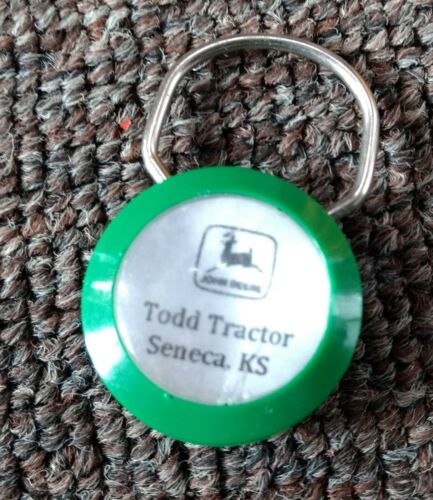 JOHN DEERE
Todd Tractor
Seneca, KS